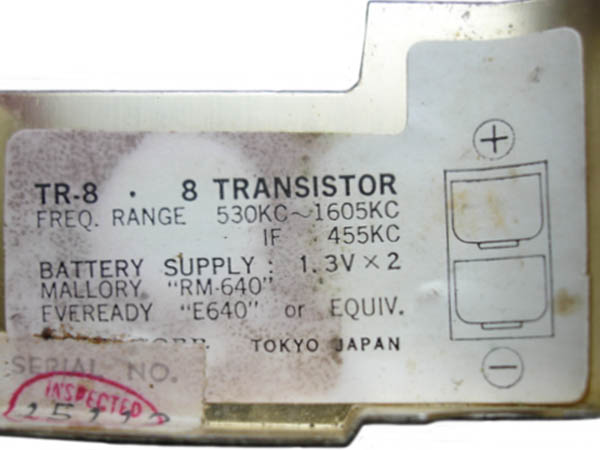 TR-8 · 8 TRANSISTOR
FREQ. RANGE 530KC~1605KC
IF 455KC
BATTERY SUPPLY : 1.3V × 2
MALLORY "RM-640"
EVEREADY "E640" or EQUIV.
CORP. TOKYO JAPAN
SERIAL NO.
INSPECTED
+
−